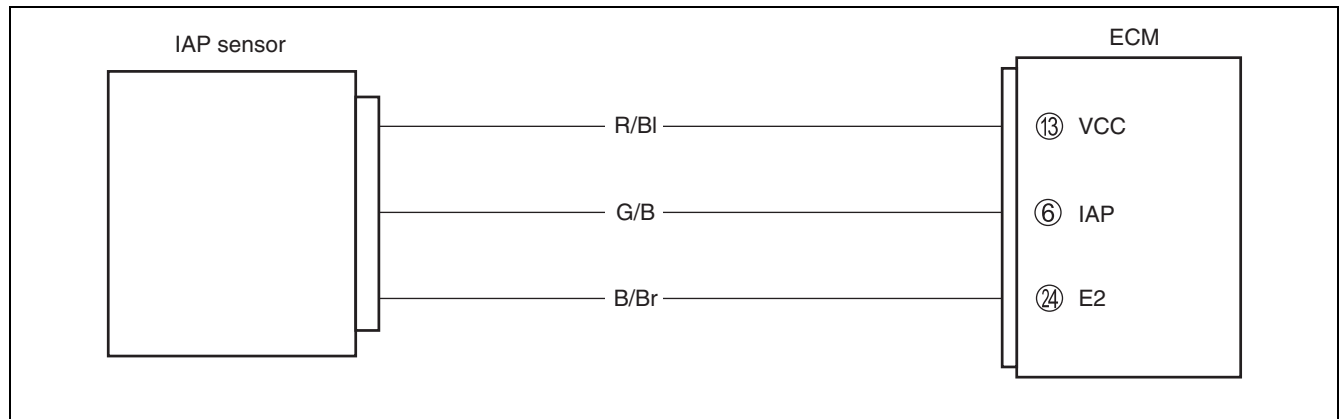 IAP sensor
ECM
R/Bl
⑬ VCC
G/B
⑥ IAP
B/Br
㉔ E2